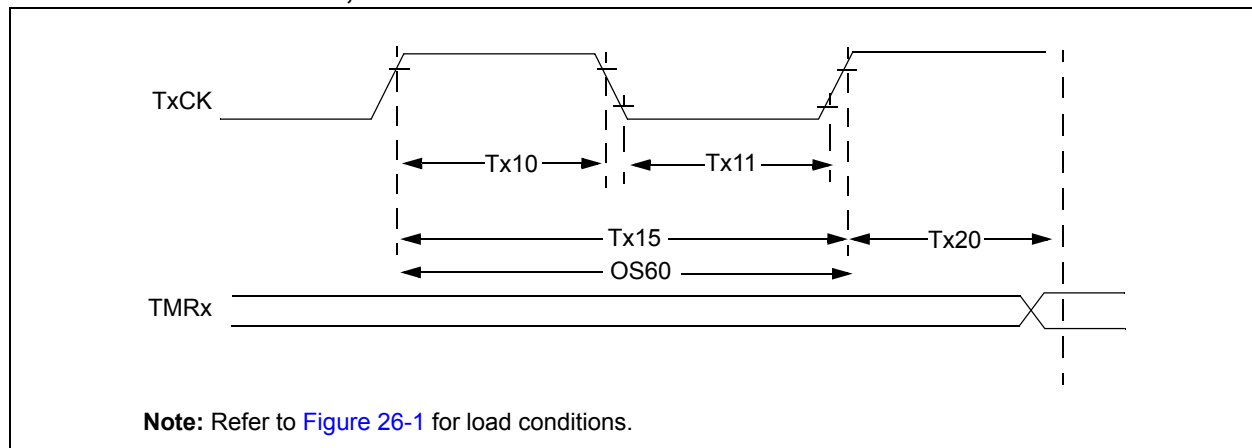 TxCK
Tx10
Tx11
Tx15
Tx20
OS60
TMRx
Note: Refer to Figure 26-1 for load conditions.